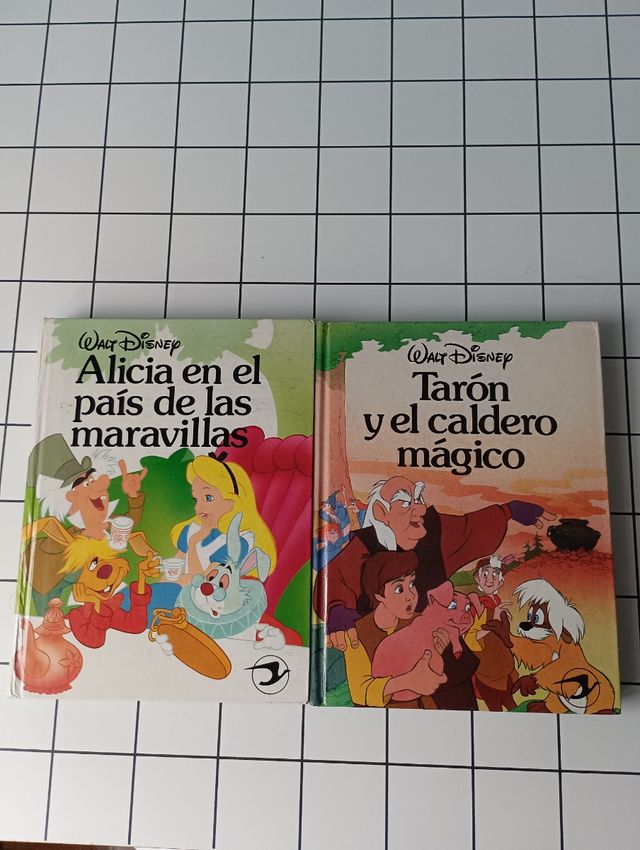 WALT DISNEY
Alicia en el
país de las
maravillas
WALT DISNEY
Tarón
y el caldero
mágico